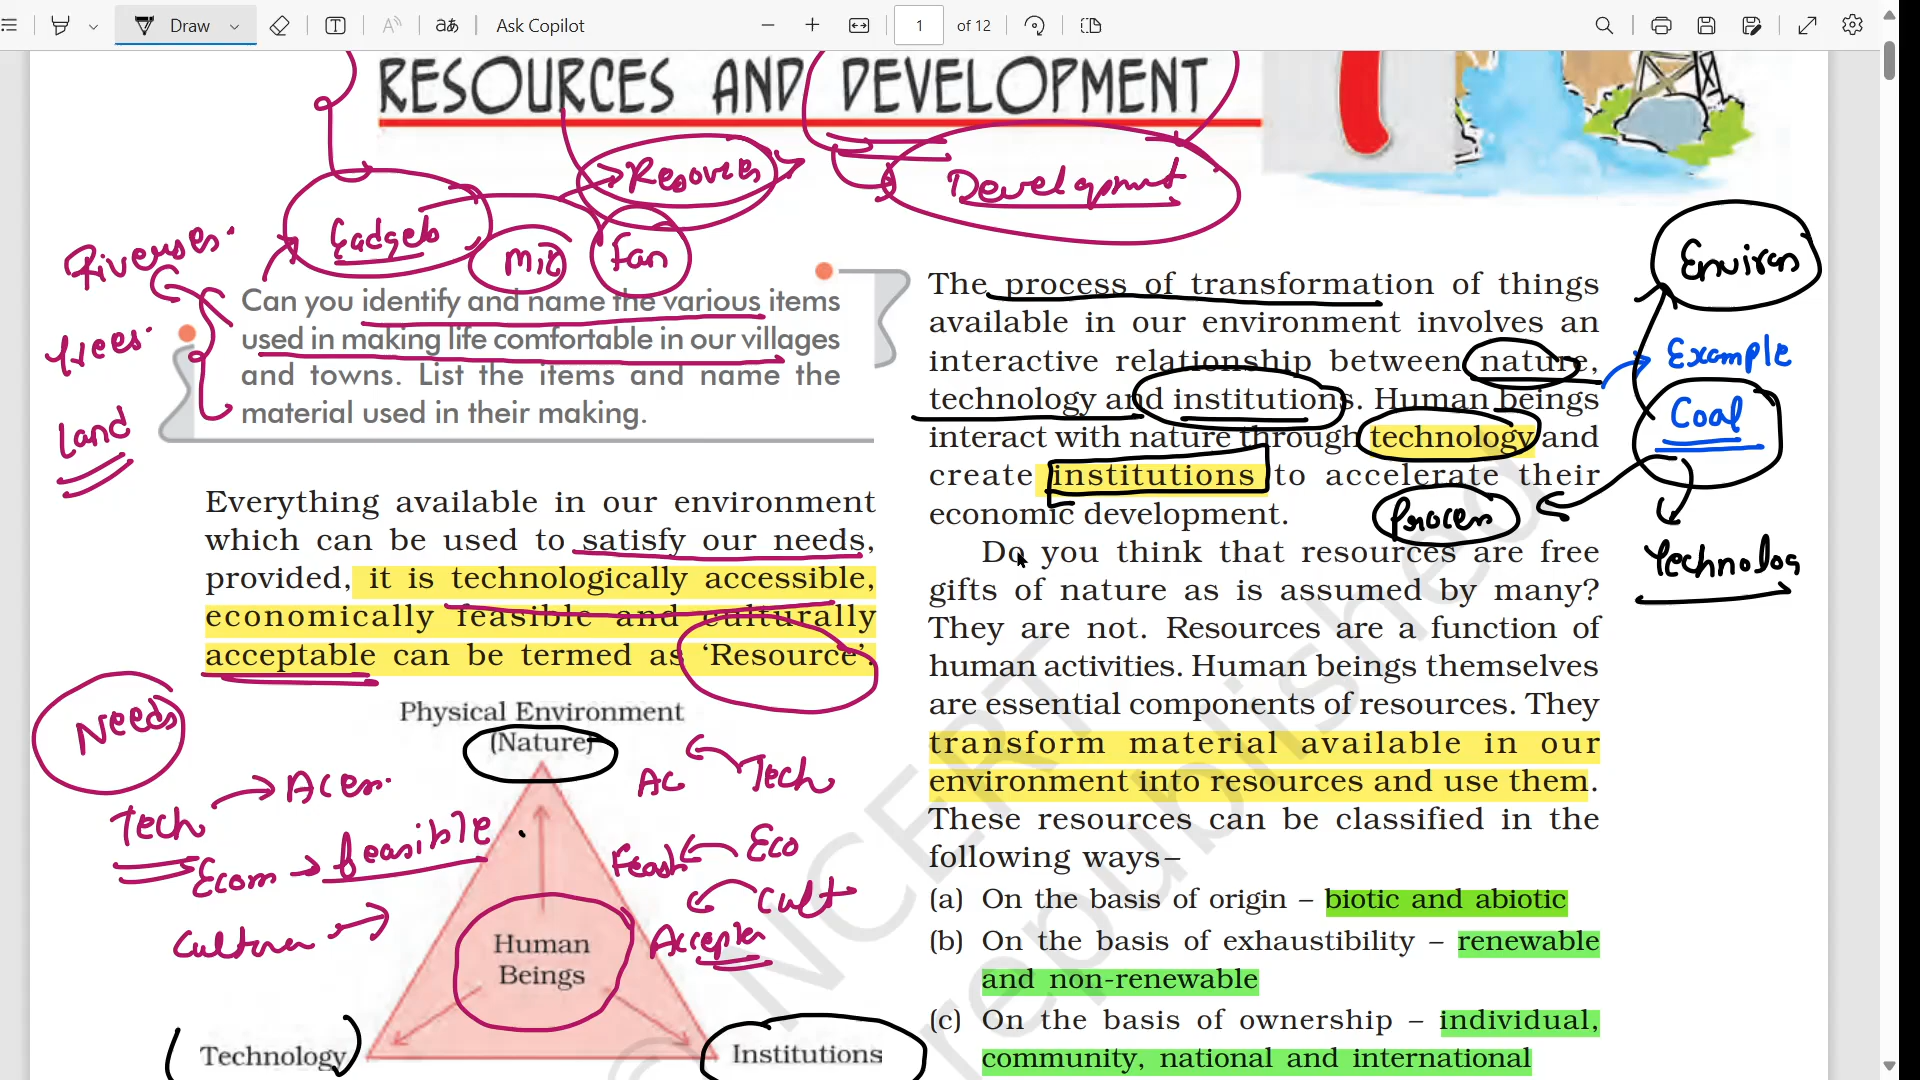 Draw
Ask Copilot
1 of 12
RESOURCES AND DEVELOPMENT
Resources
Development
Gadgets
Mic
Fan
Riverses.
trees.
Land
Can you identify and name the various items
used in making life comfortable in our villages
and towns. List the items and name the
material used in their making.
Everything available in our environment
which can be used to satisfy our needs,
provided, it is technologically accessible,
economically feasible and culturally
acceptable can be termed as ‘Resource’.
Needs
Physical Environment
(Nature)
Tech
Acces.
Ecom
feasible
AC
Tech
Feasb
Eco
Cult
Human
Beings
Technology
Institutions
The process of transformation of things
available in our environment involves an
interactive relationship between nature,
technology and institutions. Human beings
interact with nature through technology and
create institutions to accelerate their
economic development.
Environ
Example
Coal
Process
Technolog
Do you think that resources are free
gifts of nature as is assumed by many?
They are not. Resources are a function of
human activities. Human beings themselves
are essential components of resources. They
transform material available in our
environment into resources and use them.
These resources can be classified in the
following ways–
(a) On the basis of origin – biotic and abiotic
(b) On the basis of exhaustibility – renewable
and non-renewable
(c) On the basis of ownership – individual,
community, national and international
© NCERT
republished